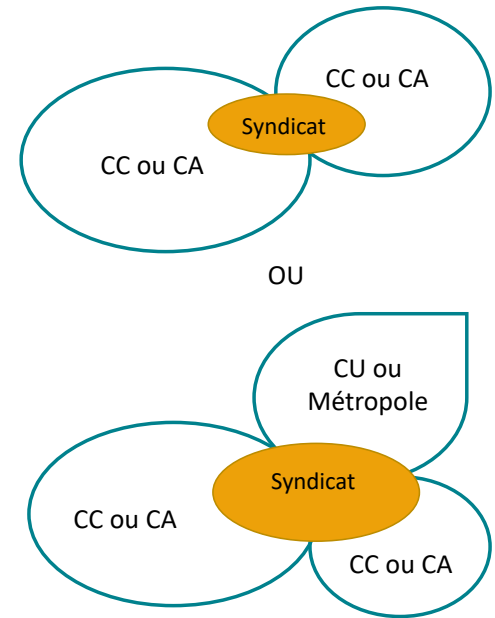 CC ou CA
Syndicat
CC ou CA
OU
CU ou
Métropole
Syndicat
CC ou CA
CC ou CA